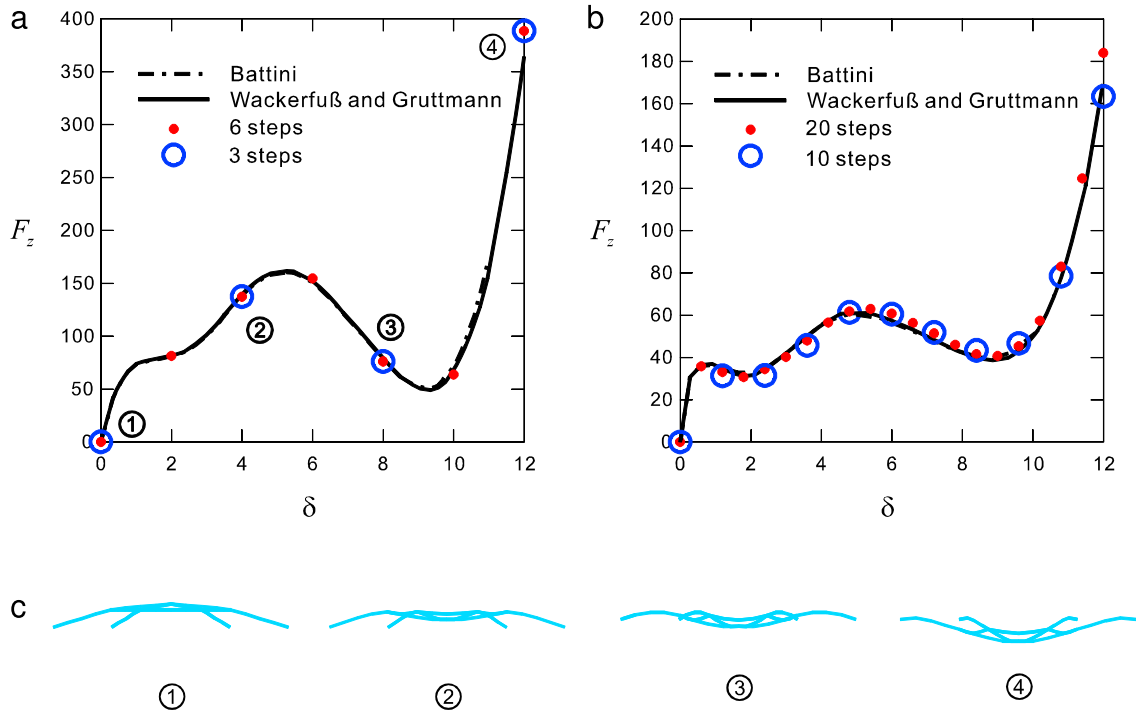 a
400
350
300
250
200
150
100
50
0
F_z
0 2 4 6 8 10 12
δ
Battini
Wackerfuß and Gruttmann
6 steps
3 steps
①
②
③
④
b
200
180
160
140
120
100
80
60
40
20
0
F_z
0 2 4 6 8 10 12
δ
Battini
Wackerfuß and Gruttmann
20 steps
10 steps
c
① ② ③ ④